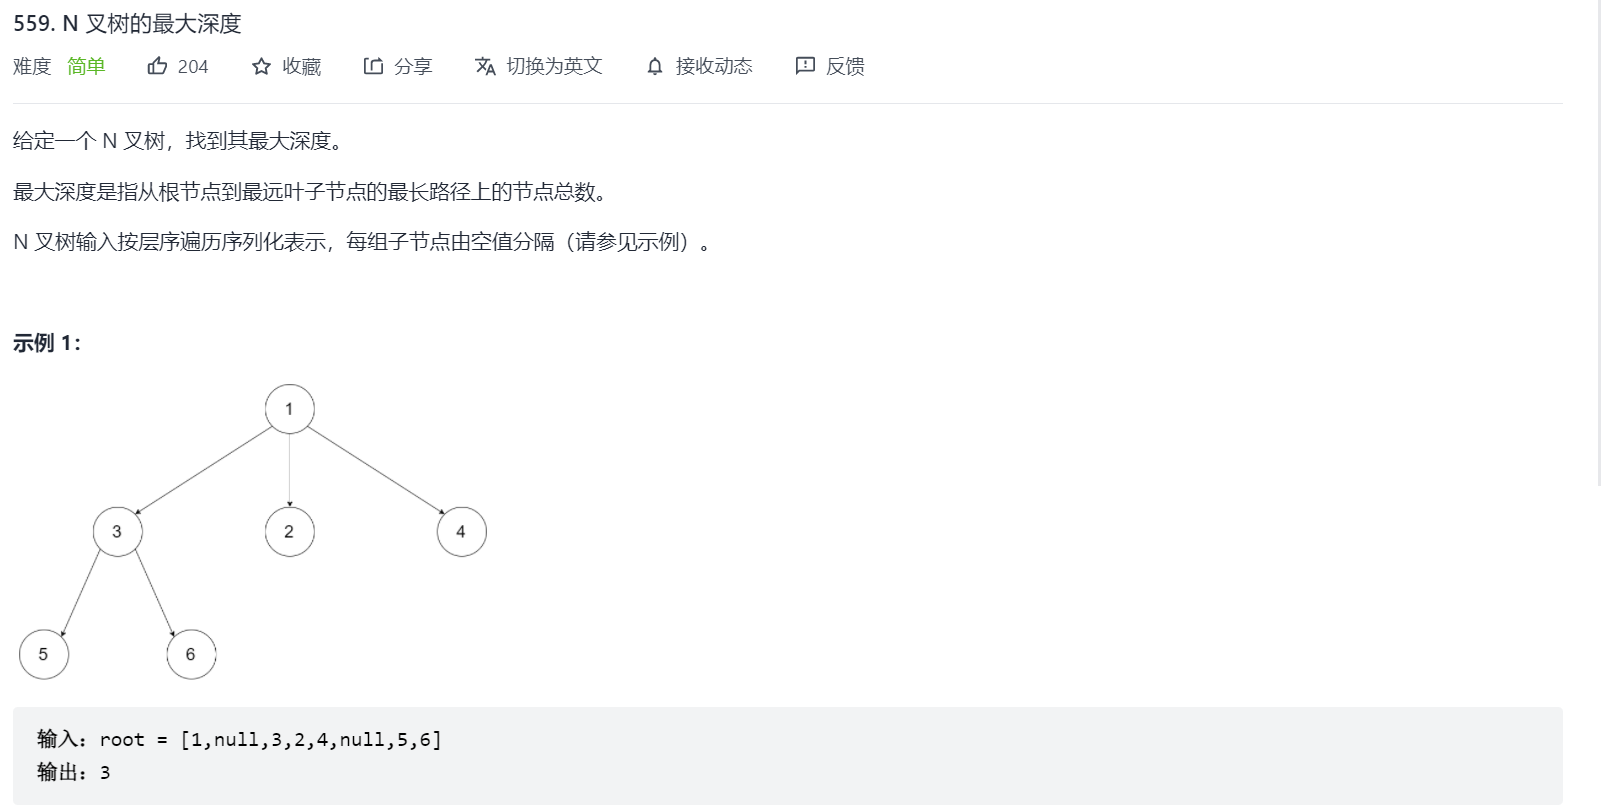 559. N 叉树的最大深度
难度 简单 204 收藏 分享 切换为英文 接收动态 反馈
给定一个 N 叉树，找到其最大深度。
最大深度是指从根节点到最远叶子节点的最长路径上的节点总数。
N 叉树输入按层序遍历序列化表示，每组子节点由空值分隔（请参见示例）。
示例 1：
1
3 2 4
5 6
输入：root = [1,null,3,2,4,null,5,6]
输出：3